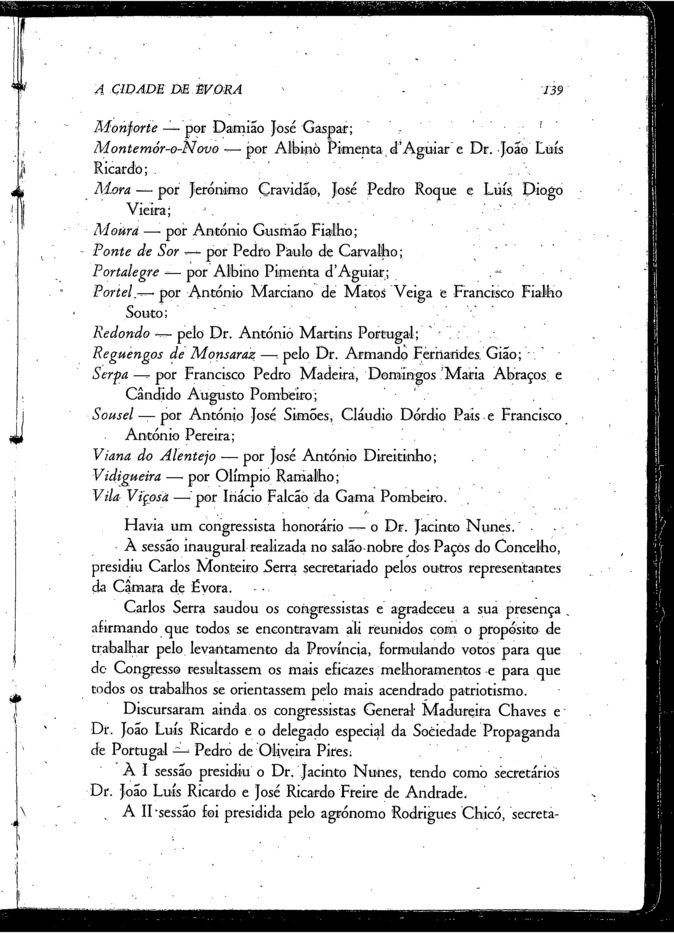 A CIDADE DE ÉVORA 139
Monforte — por Damião José Gaspar;
Montemór-o-Novo — por Albino Pimenta d'Aguiar e Dr. João Luís
Ricardo;
Mora — por Jerónimo Cravidão, José Pedro Roque e Luís Diogo
Vieira;
Moura — por António Gusmão Fialho;
Ponte de Sor — por Pedro Paulo de Carvalho;
Portalegre — por Albino Pimenta d'Aguiar;
Portel — por António Marciano de Matos Veiga e Francisco Fialho
Souto;
Redondo — pelo Dr. António Martins Portugal;
Reguengos de Monsaraz — pelo Dr. Armando Fernandes Gião;
Serpa — por Francisco Pedro Madeira, Domingos Maria Abraços e
Cândido Augusto Pombeiro;
Sousel — por António José Simões, Cláudio Dórdio Pais e Francisco
António Pereira;
Viana do Alentejo — por José António Direitinho;
Vidigueira — por Olímpio Ramalho;
Vila Viçosa — por Inácio Falcão da Gama Pombeiro.
Havia um congressista honorário — o Dr. Jacinto Nunes.
À sessão inaugural realizada no salão nobre dos Paços do Concelho,
presidiu Carlos Monteiro Serra secretariado pelos outros representantes
da Câmara de Évora.
Carlos Serra saudou os congressistas e agradeceu a sua presença
afirmando que todos se encontravam ali reunidos com o propósito de
trabalhar pelo levantamento da Província, formulando votos para que
do Congresso resultassem os mais eficazes melhoramentos e para que
todos os trabalhos se orientassem pelo mais acendrado patriotismo.
Discursaram ainda os congressistas General Madureira Chaves e
Dr. João Luís Ricardo e o delegado especial da Sociedade Propaganda
de Portugal — Pedro de Oliveira Pires.
À I sessão presidiu o Dr. Jacinto Nunes, tendo como secretários
Dr. João Luís Ricardo e José Ricardo Freire de Andrade.
A II sessão foi presidida pelo agrónomo Rodrigues Chicó, secreta-